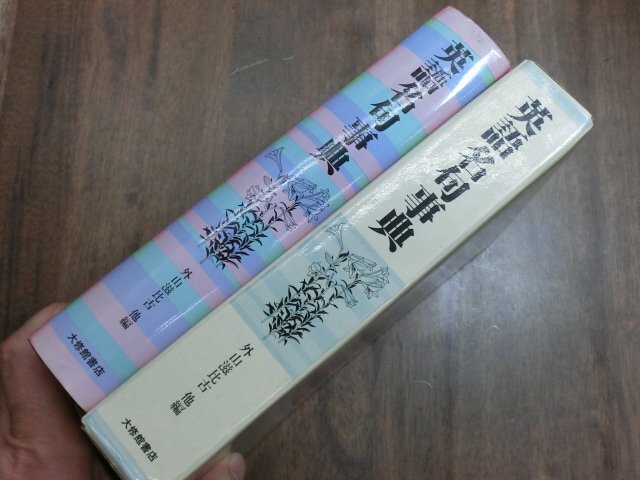 英語名句事典
外山滋比古 他編
大修館書店
英語名句事典
外山滋比古 他編
大修館書店